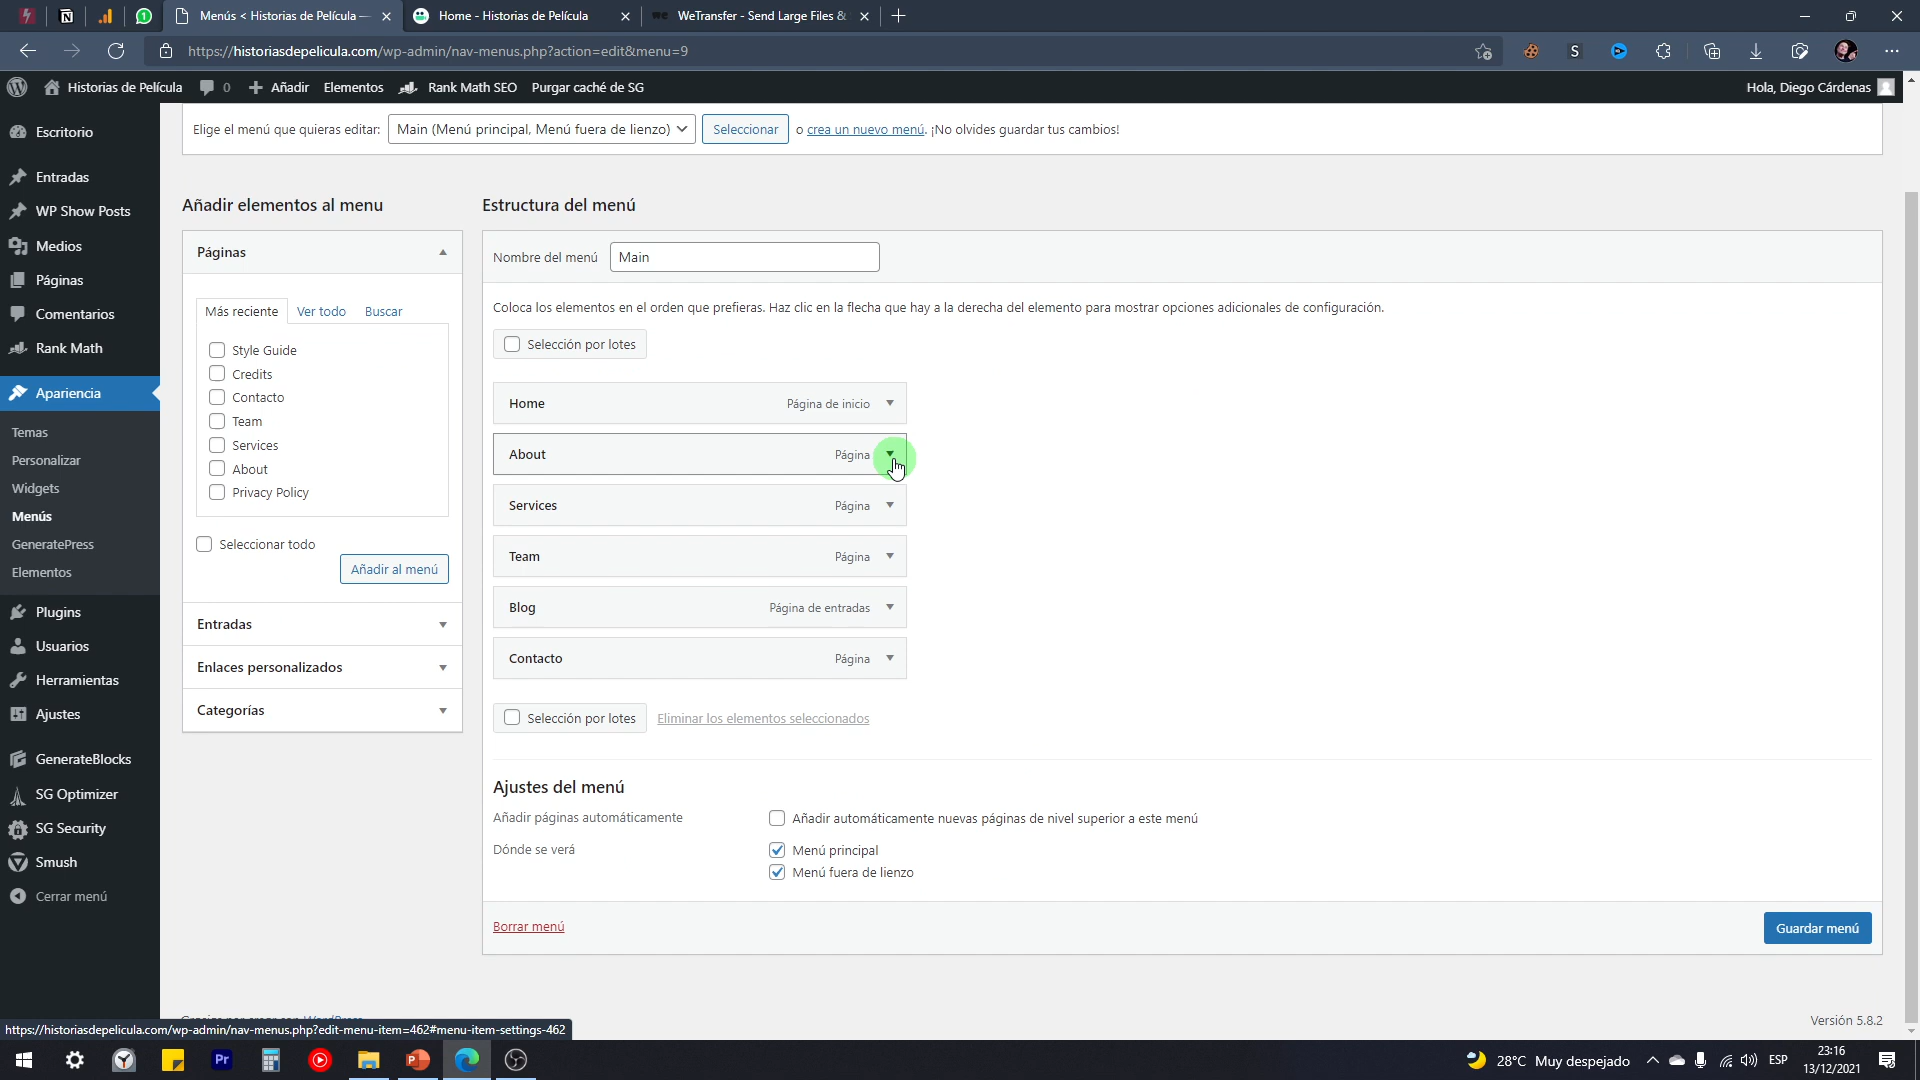 Menús < Historias de Película —
Home - Historias de Película
WeTransfer - Send Large Files &
https://historiasdepelicula.com/wp-admin/nav-menus.php?action=edit&menu=9
Historias de Película
0
Añadir
Elementos
Rank Math SEO
Purgar caché de SG
Hola, Diego Cárdenas
Elige el menú que quieras editar:
Main (Menú principal, Menú fuera de lienzo)
Seleccionar
o crea un nuevo menú. ¡No olvides guardar tus cambios!
Escritorio
Entradas
WP Show Posts
Medios
Páginas
Comentarios
Rank Math
Apariencia
Temas
Personalizar
Widgets
Menús
GeneratePress
Elementos
Plugins
Usuarios
Herramientas
Ajustes
GenerateBlocks
SG Optimizer
SG Security
Smush
Cerrar menú
Añadir elementos al menu
Páginas
Más reciente
Ver todo
Buscar
Style Guide
Credits
Contacto
Team
Services
About
Privacy Policy
Seleccionar todo
Añadir al menú
Entradas
Enlaces personalizados
Categorías
Estructura del menú
Nombre del menú
Main
Coloca los elementos en el orden que prefieras. Haz clic en la flecha que hay a la derecha del elemento para mostrar opciones adicionales de configuración.
Selección por lotes
Home
Página de inicio
About
Página
Services
Página
Team
Página
Blog
Página de entradas
Contacto
Página
Selección por lotes
Eliminar los elementos seleccionados
Ajustes del menú
Añadir páginas automáticamente
Añadir automáticamente nuevas páginas de nivel superior a este menú
Dónde se verá
Menú principal
Menú fuera de lienzo
Borrar menú
Guardar menú
Versión 5.8.2
https://historiasdepelicula.com/wp-admin/nav-menus.php?edit-menu-item=462#menu-item-settings-462
Pr
28°C Muy despejado
ESP
23:16
13/12/2021